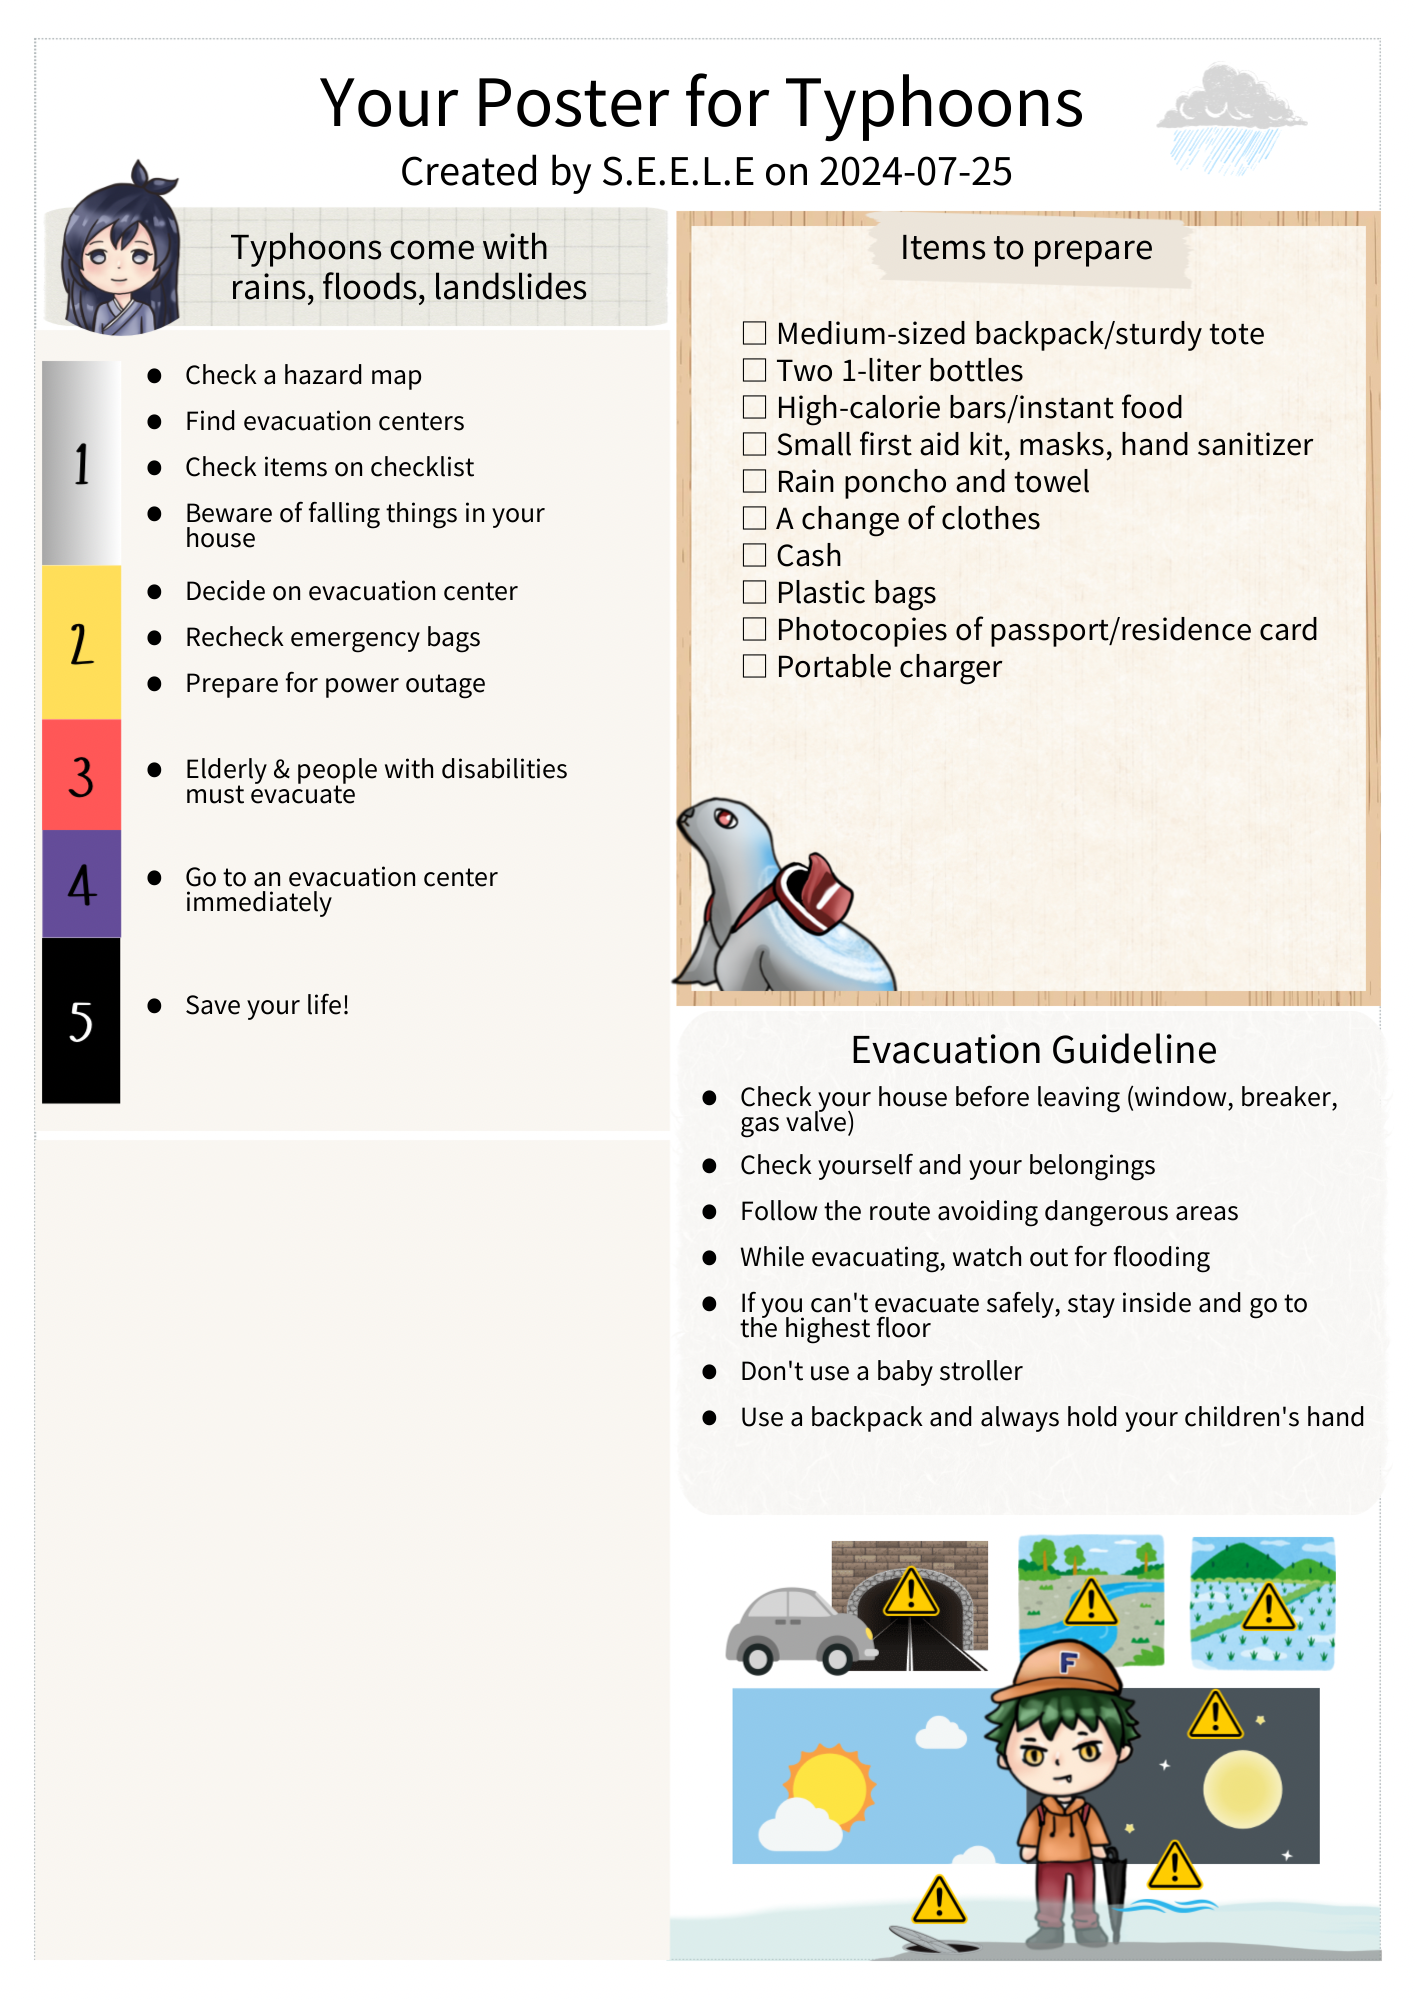 Your Poster for Typhoons
Created by S.E.E.L.E on 2024-07-25
Typhoons come with
rains, floods, landslides
1
● Check a hazard map
● Find evacuation centers
● Check items on checklist
● Beware of falling things in your
house
2
● Decide on evacuation center
● Recheck emergency bags
● Prepare for power outage
3
● Elderly & people with disabilities
must evacuate
4
● Go to an evacuation center
immediately
5
● Save your life!
Items to prepare
☐ Medium-sized backpack/sturdy tote
☐ Two 1-liter bottles
☐ High-calorie bars/instant food
☐ Small first aid kit, masks, hand sanitizer
☐ Rain poncho and towel
☐ A change of clothes
☐ Cash
☐ Plastic bags
☐ Photocopies of passport/residence card
☐ Portable charger
Evacuation Guideline
● Check your house before leaving (window, breaker,
gas valve)
● Check yourself and your belongings
● Follow the route avoiding dangerous areas
● While evacuating, watch out for flooding
● If you can't evacuate safely, stay inside and go to
the highest floor
● Don't use a baby stroller
● Use a backpack and always hold your children's hand
F